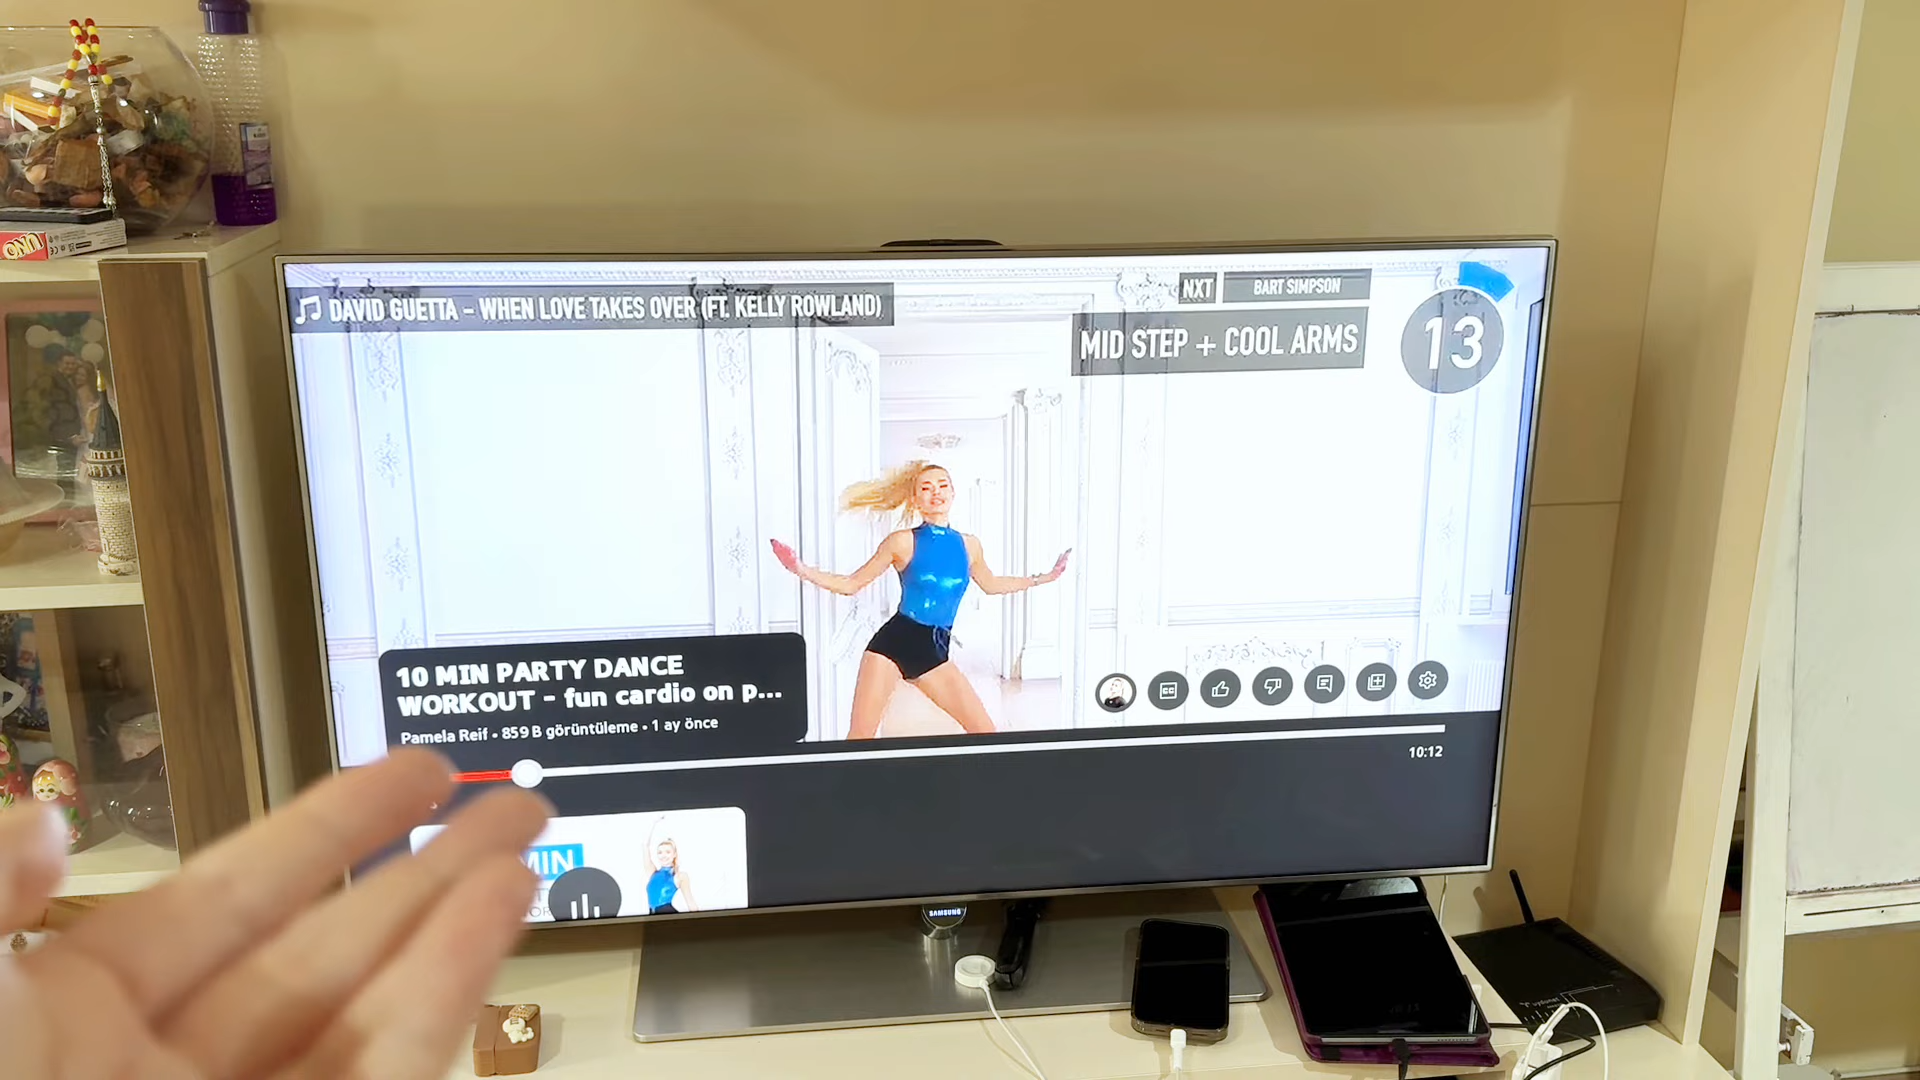 DAVID GUETTA – WHEN LOVE TAKES OVER (FT. KELLY ROWLAND)
NXT BART SIMPSON
MID STEP + COOL ARMS
13
10 MIN PARTY DANCE
WORKOUT – fun cardio on p...
Pamela Reif • 859 B görüntüleme • 1 ay önce
CC
10:12
MIN
SAMSUNG
UNO